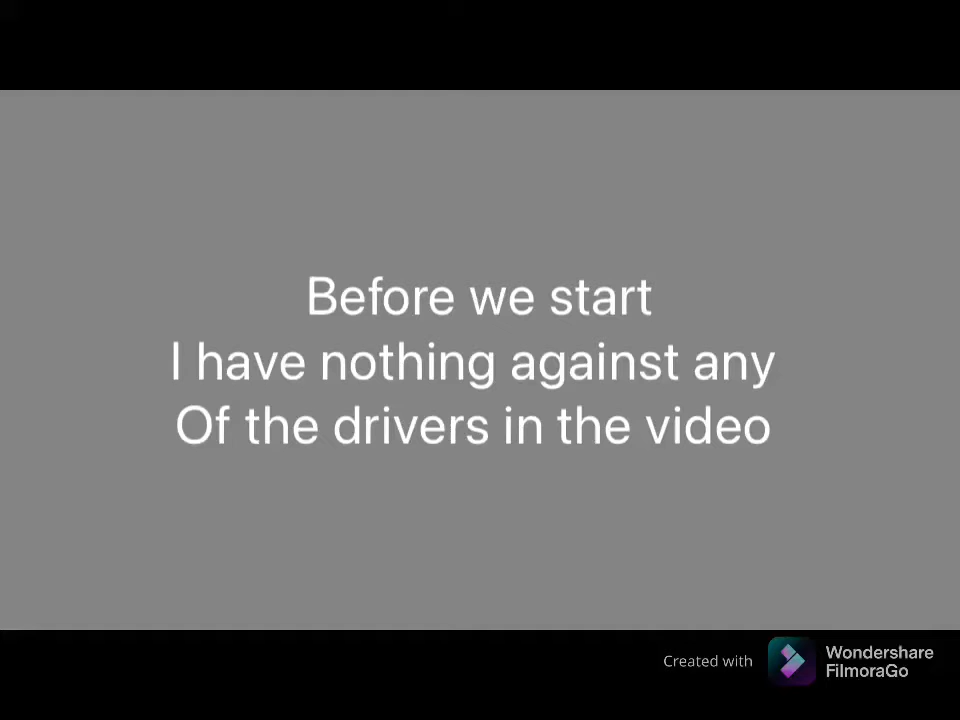 Before we start
I have nothing against any
Of the drivers in the video
Created with
Wondershare
FilmoraGo